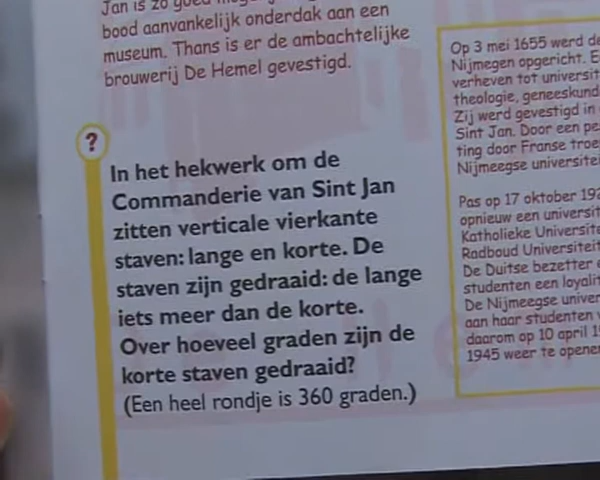 Jan is zo goed
bood aanvankelijk onderdak aan een
museum. Thans is er de ambachtelijke
brouwerij De Hemel gevestigd.
?
In het hekwerk om de
Commanderie van Sint Jan
zitten verticale vierkante
staven: lange en korte. De
staven zijn gedraaid: de lange
iets meer dan de korte.
Over hoeveel graden zijn de
korte staven gedraaid?
(Een heel rondje is 360 graden.)
Op 3 mei 1655 werd de
Nijmegen opgericht. E
verheven tot universit
theologie, geneeskund
Zij werd gevestigd in
Sint Jan. Door een pe
ting door Franse troe
Nijmeegse universitei
Pas op 17 oktober 192
opnieuw een universit
Katholieke Universite
Radboud Universiteit
De Duitse bezetter
studenten een loyalit
De Nijmeegse univer
aan haar studenten
daarom op 10 april 1
1945 weer te opene